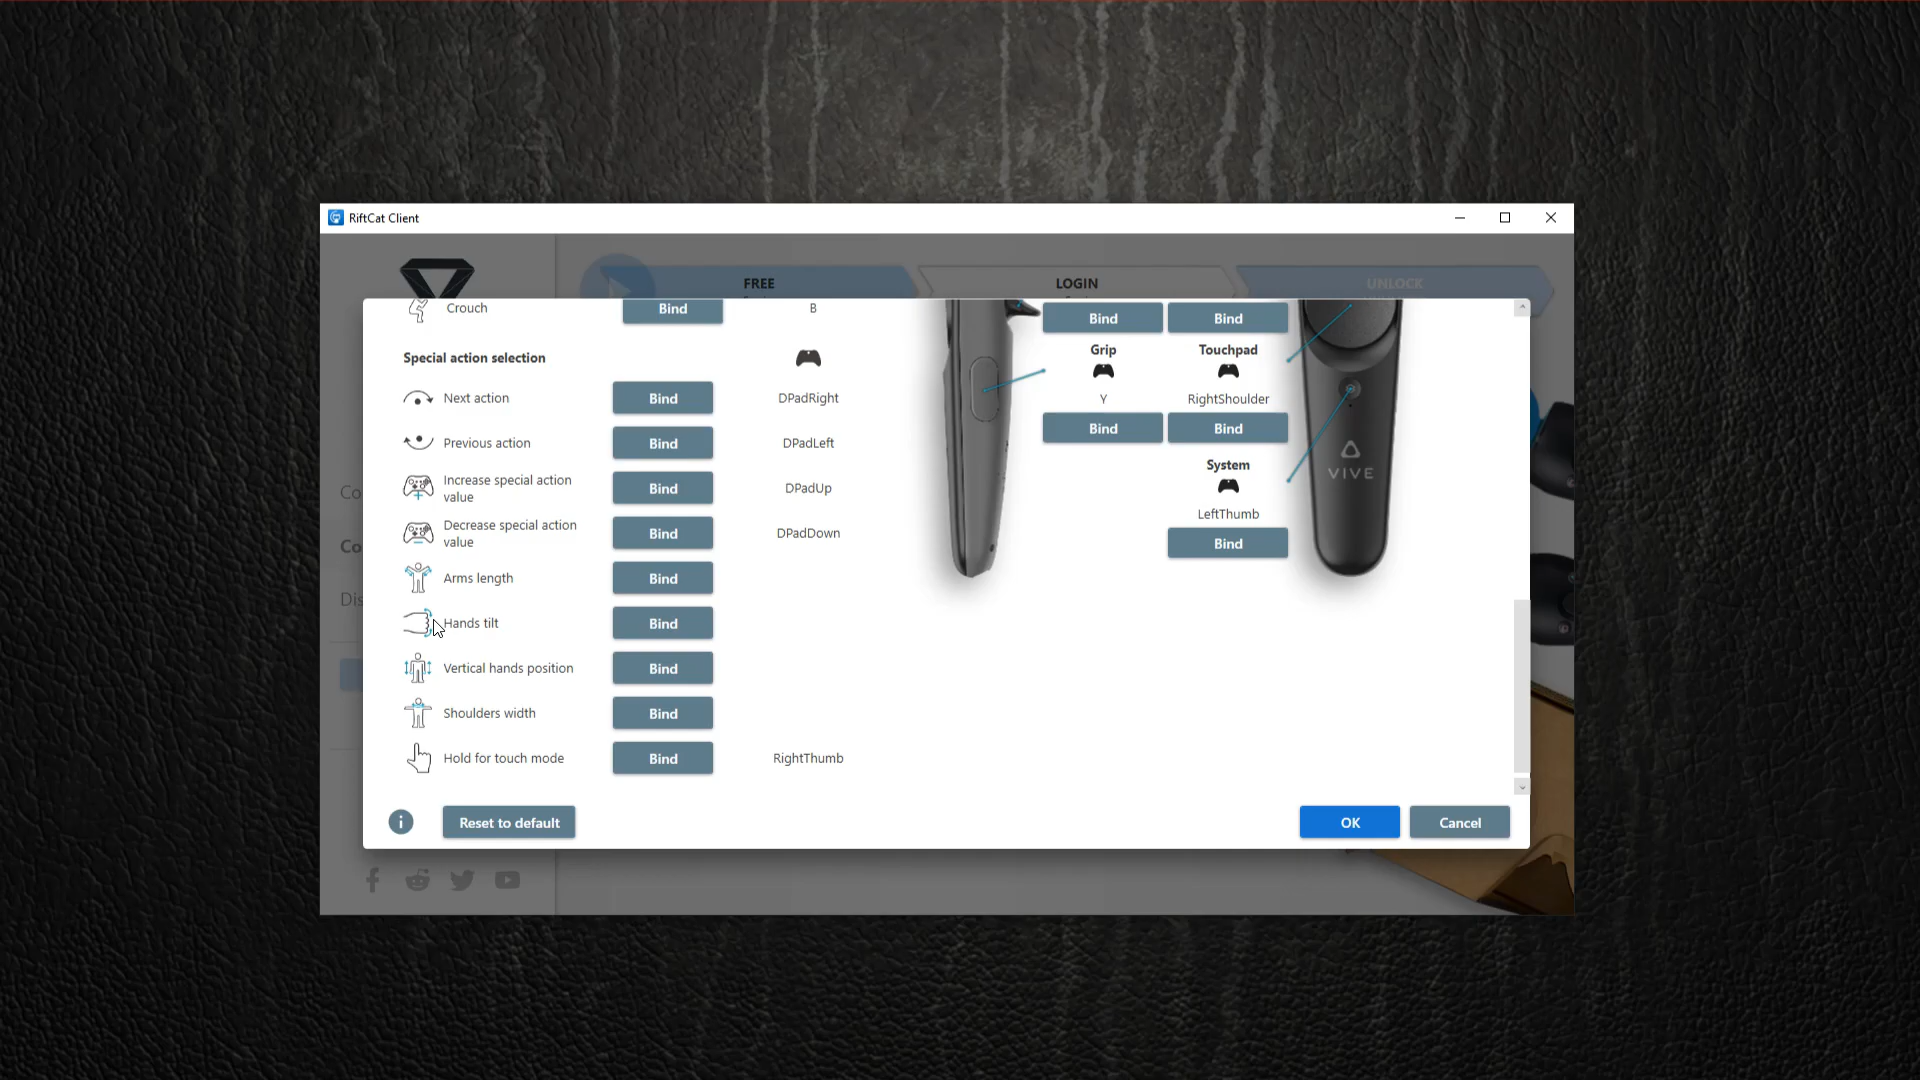 RiftCat Client
FREE
LOGIN
UNLOCK
Crouch
Bind
B
Special action selection
Next action
Bind
DPadRight
Previous action
Bind
DPadLeft
Increase special action
value
Bind
DPadUp
Decrease special action
value
Bind
DPadDown
Arms length
Bind
Hands tilt
Bind
Vertical hands position
Bind
Shoulders width
Bind
Hold for touch mode
Bind
RightThumb
Bind
Bind
Grip
Touchpad
Y
RightShoulder
Bind
Bind
System
LeftThumb
Bind
VIVE
Co
Co
Dis
Reset to default
OK
Cancel